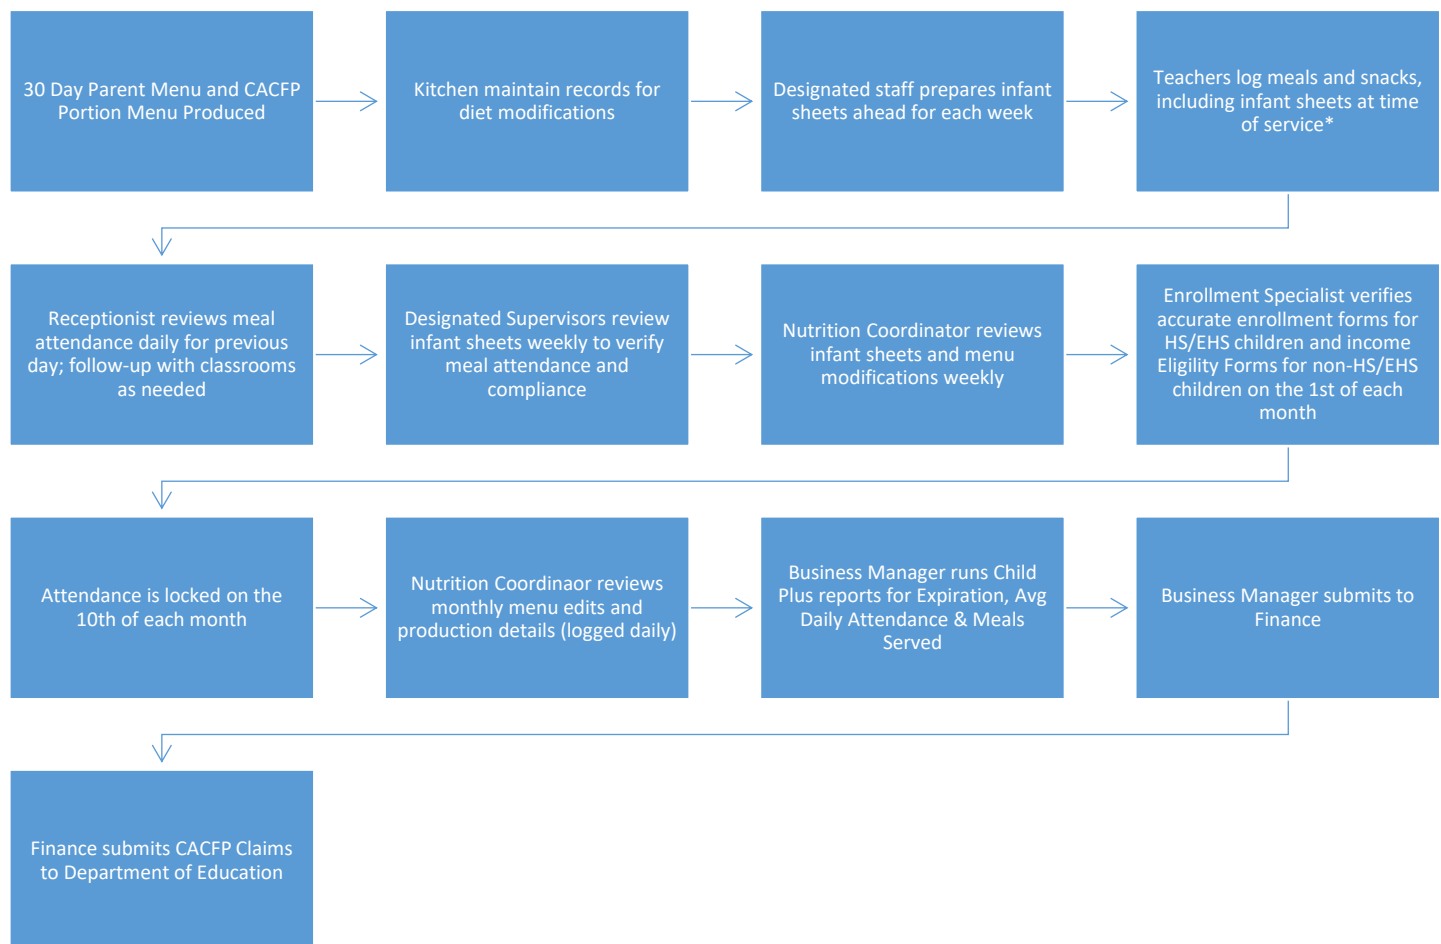 30 Day Parent Menu and CACFP
Portion Menu Produced
Kitchen maintain records for
diet modifications
Designated staff prepares infant
sheets ahead for each week
Teachers log meals and snacks,
including infant sheets at time
of service*
Receptionist reviews meal
attendance daily for previous
day; follow-up with classrooms
as needed
Designated Supervisors review
infant sheets weekly to verify
meal attendance and
compliance
Nutrition Coordinator reviews
infant sheets and menu
modifications weekly
Enrollment Specialist verifies
accurate enrollment forms for
HS/EHS children and income
Eligility Forms for non-HS/EHS
children on the 1st of each
month
Attendance is locked on the
10th of each month
Nutrition Coordinaor reviews
monthly menu edits and
production details (logged daily)
Business Manager runs Child
Plus reports for Expiration, Avg
Daily Attendance & Meals
Served
Business Manager submits to
Finance
Finance submits CACFP Claims
to Department of Education